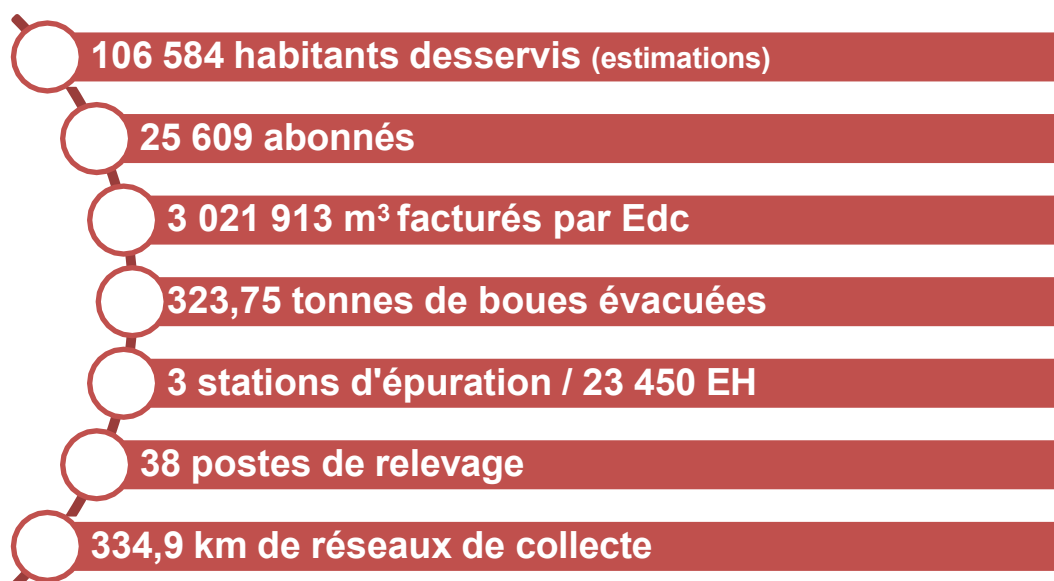 106 584 habitants desservis (estimations)
25 609 abonnés
3 021 913 m³ facturés par Edc
323,75 tonnes de boues évacuées
3 stations d'épuration / 23 450 EH
38 postes de relevage
334,9 km de réseaux de collecte